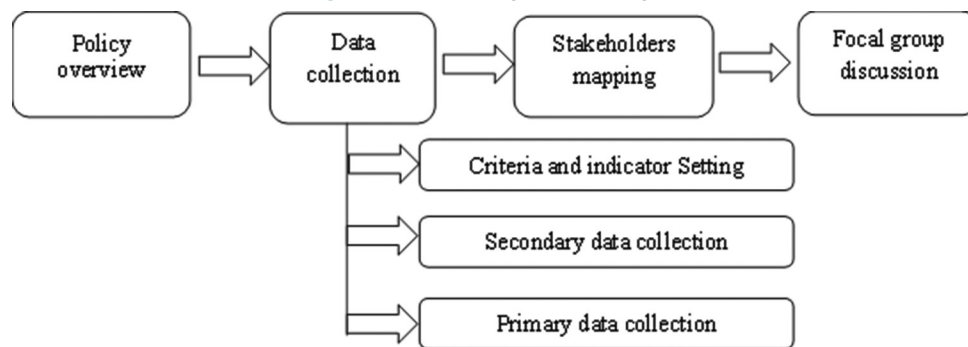 Policy
overview
Data
collection
Stakeholders
mapping
Focal group
discussion
Criteria and indicator Setting
Secondary data collection
Primary data collection